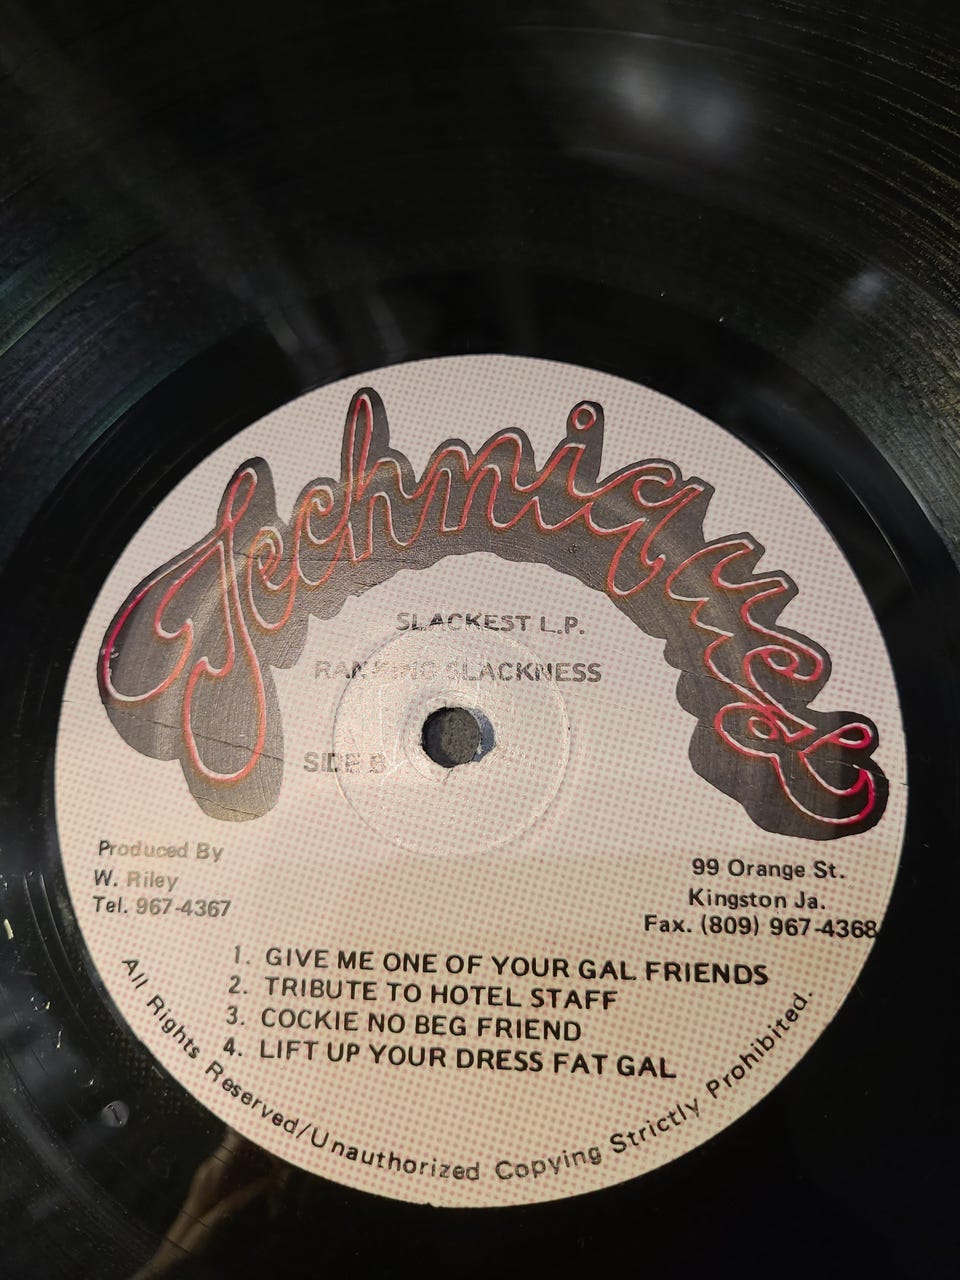 Techniques
SLACKEST L.P.
RANKING SLACKNESS
SIDE B
Produced By
W. Riley
Tel. 967-4367
99 Orange St.
Kingston Ja.
Fax. (809) 967-4368
1. GIVE ME ONE OF YOUR GAL FRIENDS
2. TRIBUTE TO HOTEL STAFF
3. COCKIE NO BEG FRIEND
4. LIFT UP YOUR DRESS FAT GAL
All Rights Reserved/Unauthorized Copying Strictly Prohibited.